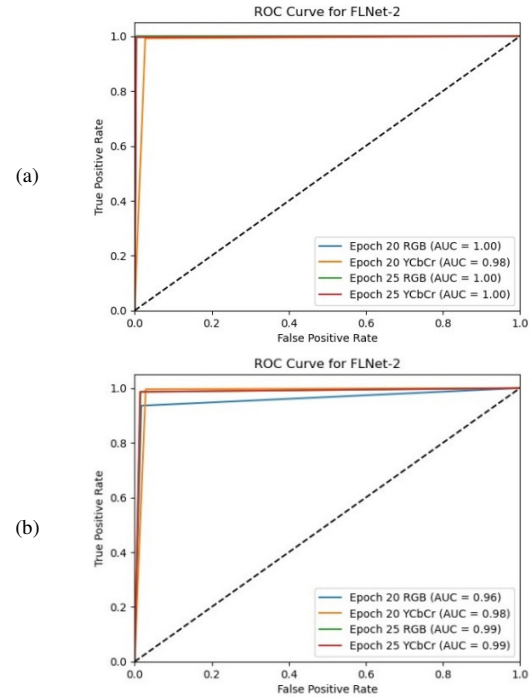 (a)
ROC Curve for FLNet-2
True Positive Rate
1.0
0.8
0.6
0.4
0.2
0.0
Epoch 20 RGB (AUC = 1.00)
Epoch 20 YCbCr (AUC = 0.98)
Epoch 25 RGB (AUC = 1.00)
Epoch 25 YCbCr (AUC = 1.00)
0.0 0.2 0.4 0.6 0.8 1.0
False Positive Rate
(b)
ROC Curve for FLNet-2
True Positive Rate
1.0
0.8
0.6
0.4
0.2
0.0
Epoch 20 RGB (AUC = 0.96)
Epoch 20 YCbCr (AUC = 0.98)
Epoch 25 RGB (AUC = 0.99)
Epoch 25 YCbCr (AUC = 0.99)
0.0 0.2 0.4 0.6 0.8 1.0
False Positive Rate